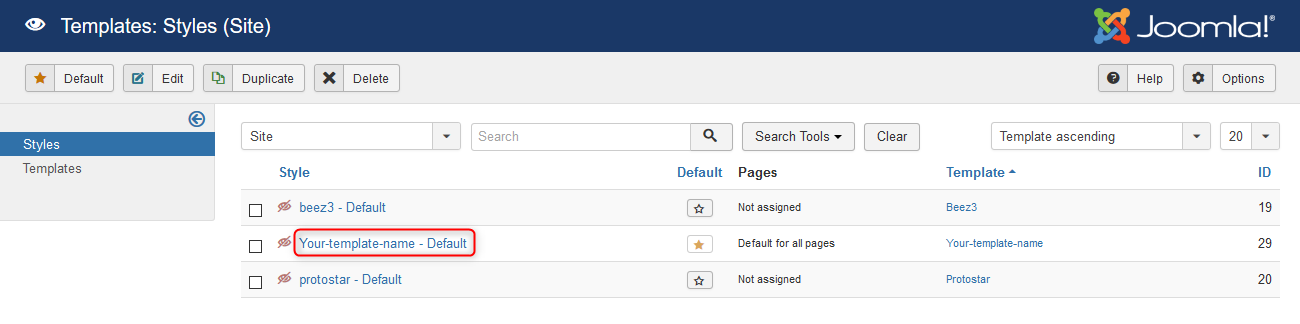 Templates: Styles (Site)
Joomla!®
Default Edit Duplicate Delete Help Options
Styles
Templates
Site Search Search Tools Clear Template ascending 20
Style Default Pages Template ID
beez3 - Default Not assigned Beez3 19
Your-template-name - Default Default for all pages Your-template-name 29
protostar - Default Not assigned Protostar 20